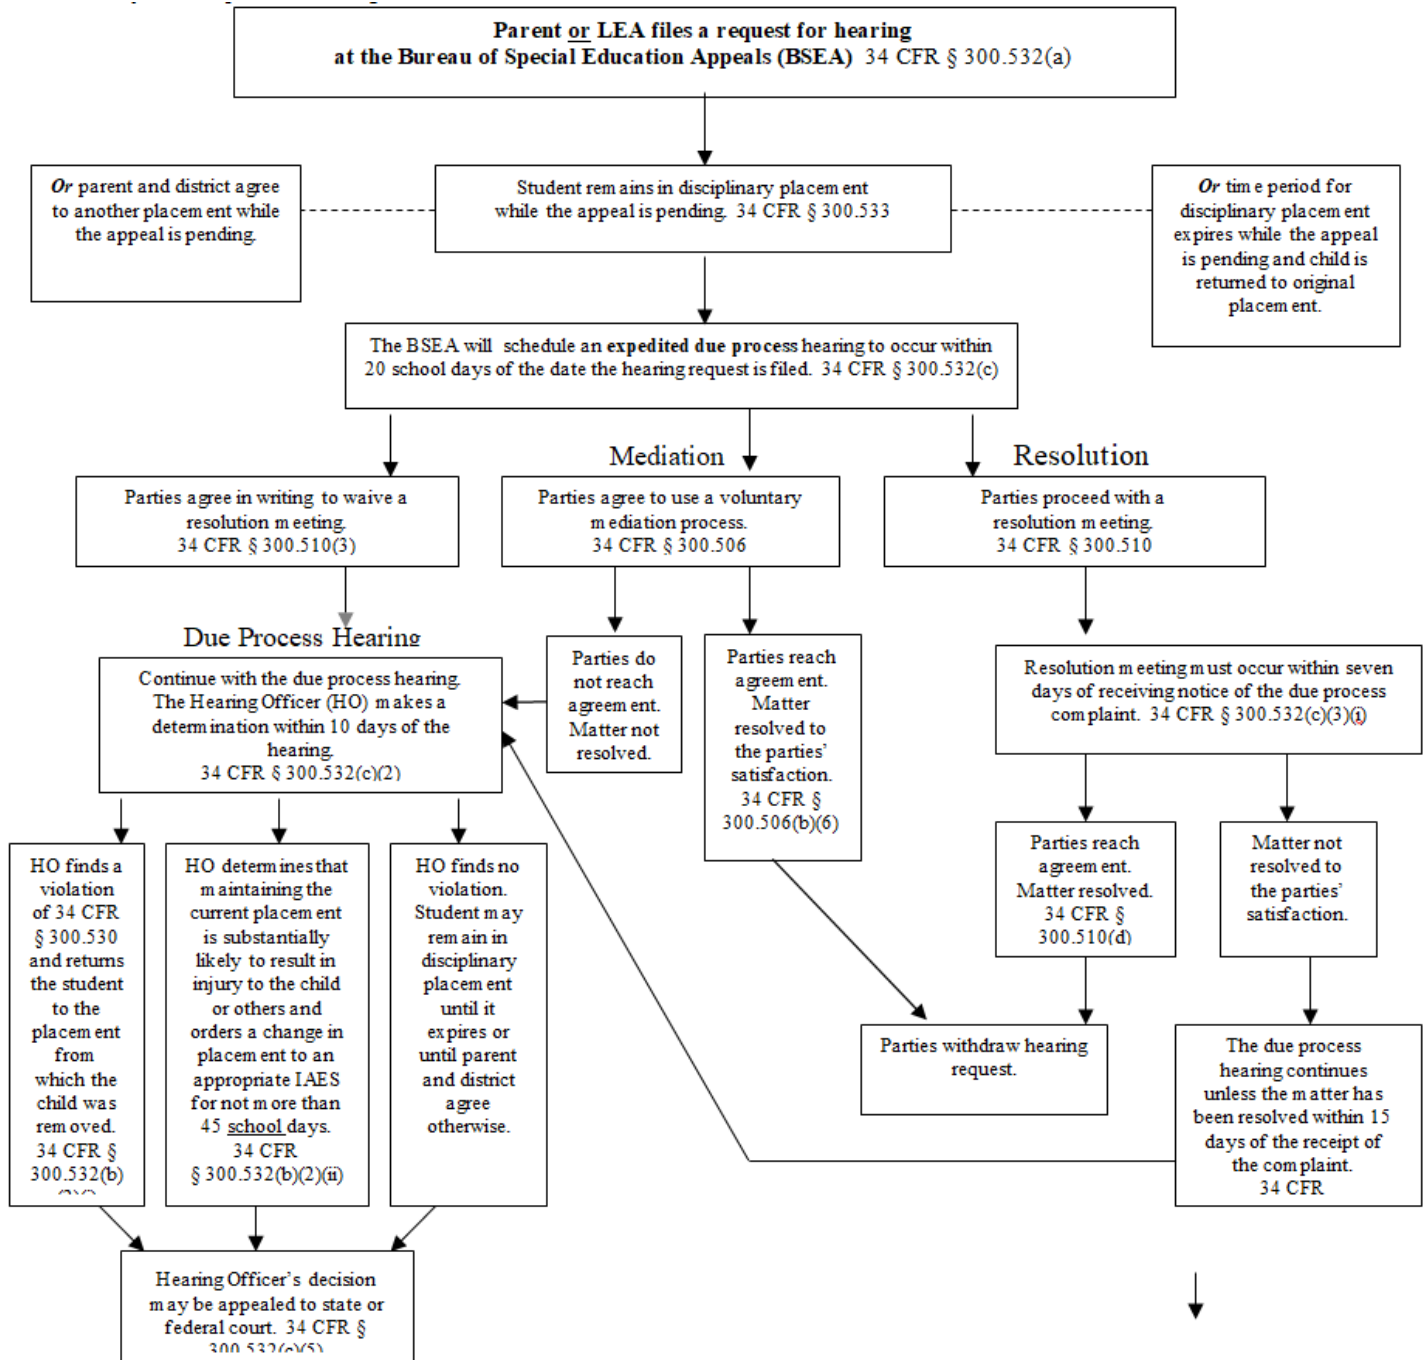 Parent or LEA files a request for hearing
at the Bureau of Special Education Appeals (BSEA) 34 CFR § 300.532(a)
Or parent and district agree
to another placement while
the appeal is pending.
Student remains in disciplinary placement
while the appeal is pending. 34 CFR § 300.533
Or time period for
disciplinary placement
expires while the appeal
is pending and child is
returned to original
placement.
The BSEA will schedule an expedited due process hearing to occur within
20 school days of the date the hearing request is filed. 34 CFR § 300.532(c)
Mediation
Resolution
Parties agree in writing to waive a
resolution meeting.
34 CFR § 300.510(3)
Parties agree to use a voluntary
mediation process.
34 CFR § 300.506
Parties proceed with a
resolution meeting.
34 CFR § 300.510
Due Process Hearing
Continue with the due process hearing.
The Hearing Officer (HO) makes a
determination within 10 days of the
hearing.
34 CFR § 300.532(c)(2)
Parties do
not reach
agreement.
Matter not
resolved.
Parties reach
agreement.
Matter
resolved to
the parties’
satisfaction.
34 CFR §
300.506(b)(6)
Resolution meeting must occur within seven
days of receiving notice of the due process
complaint. 34 CFR § 300.532(c)(3)(i)
Parties reach
agreement.
Matter resolved.
34 CFR §
300.510(d)
Matter not
resolved to
the parties’
satisfaction.
HO finds a
violation
of 34 CFR
§ 300.530
and returns
the student
to the
placement
from
which the
child was
removed.
34 CFR §
300.532(b)
HO determines that
maintaining the
current placement
is substantially
likely to result in
injury to the child
or others and
orders a change in
placement to an
appropriate IAES
for not more than
45 school days.
34 CFR
§ 300.532(b)(2)(ii)
HO finds no
violation.
Student may
remain in
disciplinary
placement
until it
expires or
until parent
and district
agree
otherwise.
Parties withdraw hearing
request.
The due process
hearing continues
unless the matter has
been resolved within 15
days of the receipt of
the complaint.
34 CFR
Hearing Officer’s decision
may be appealed to state or
federal court. 34 CFR §
300.532(c)(5)